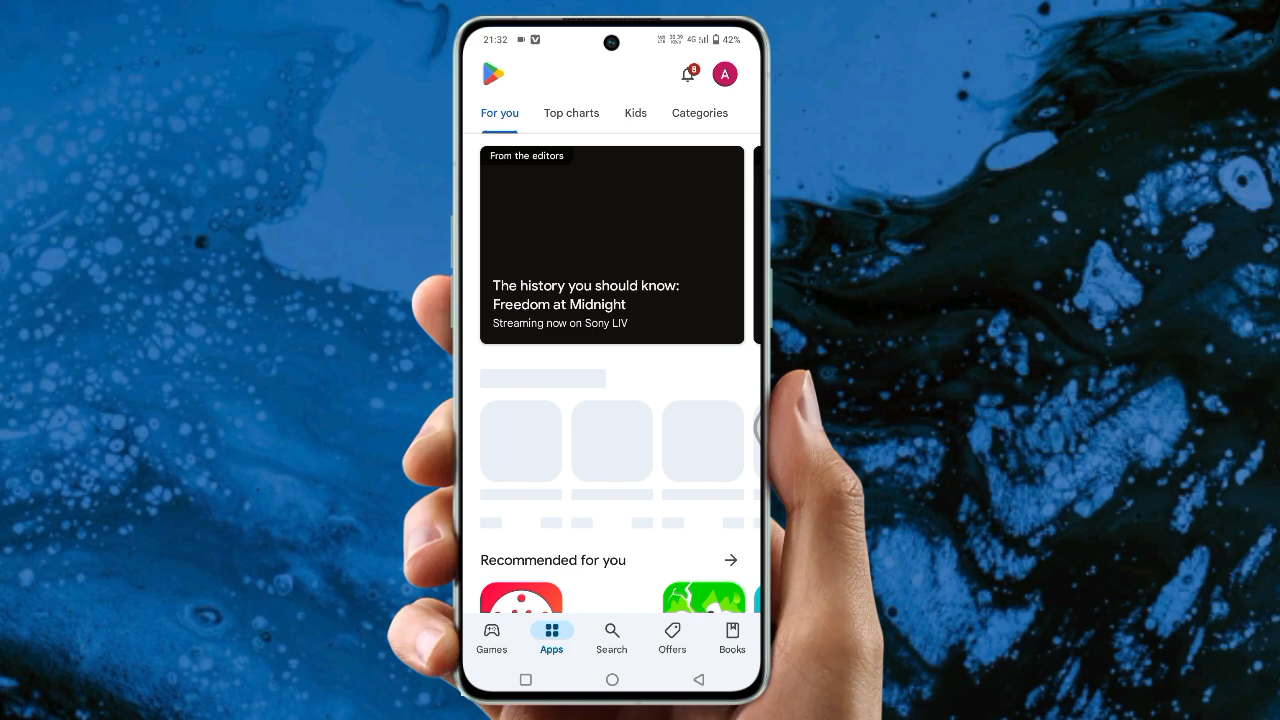 21:32
4G 42%
8
A
For you Top charts Kids Categories
From the editors
The history you should know:
Freedom at Midnight
Streaming now on Sony LIV
Recommended for you
Games Apps Search Offers Books